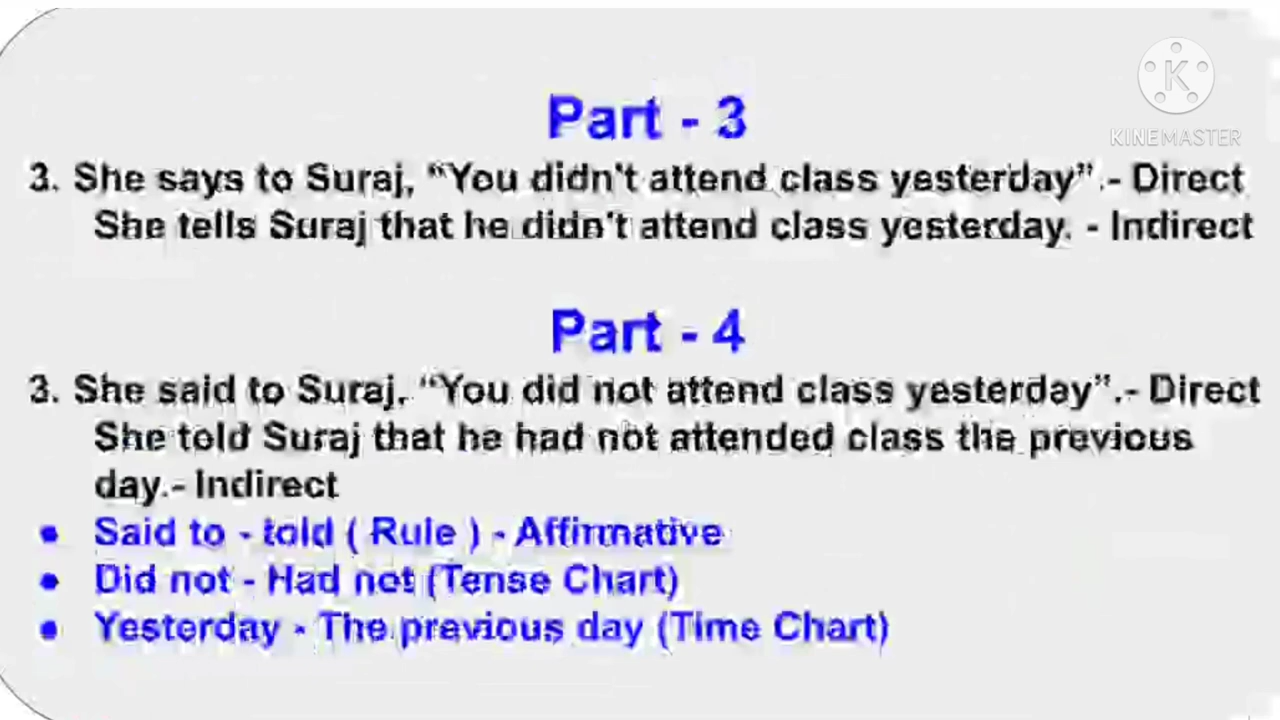 KINEMASTER
Part - 3
3. She says to Suraj, “You didn't attend class yesterday”.- Direct
She tells Suraj that he didn't attend class yesterday. - Indirect
Part - 4
3. She said to Suraj, “You did not attend class yesterday”.- Direct
She told Suraj that he had not attended class the previous
day.- Indirect
• Said to - told ( Rule ) - Affirmative
• Did not - Had not (Tense Chart)
• Yesterday - The previous day (Time Chart)